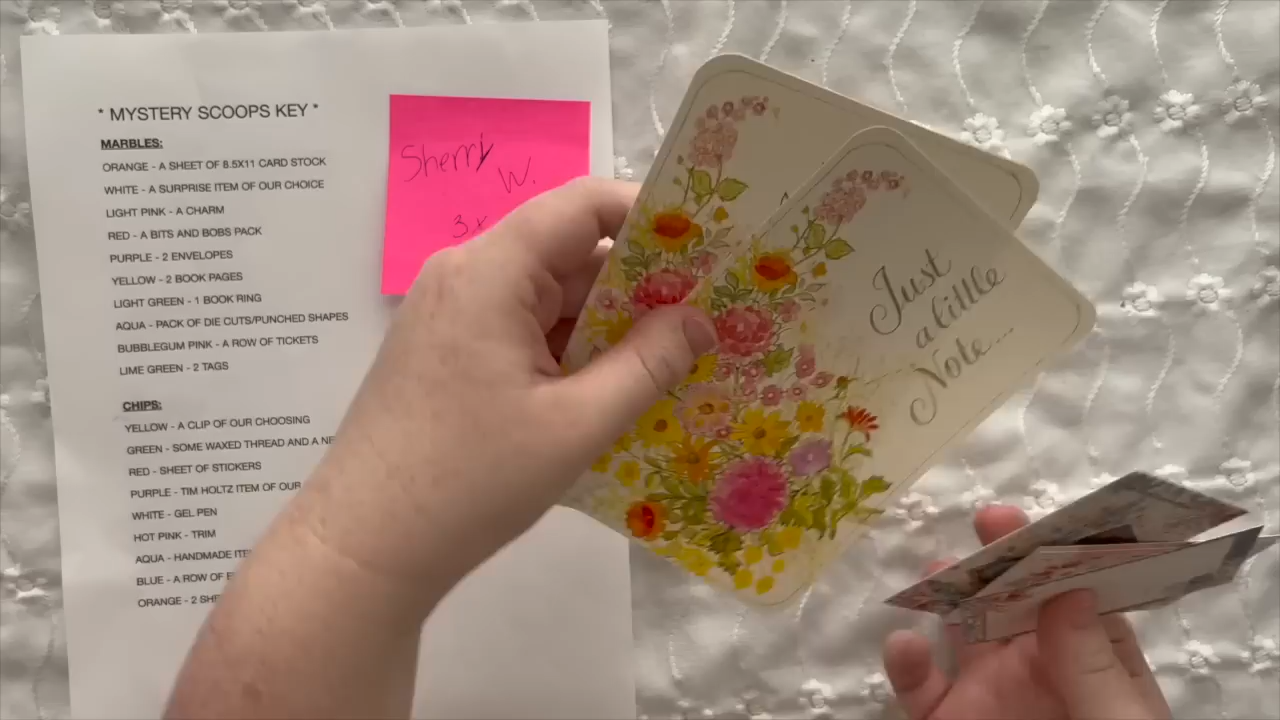 * MYSTERY SCOOPS KEY *
MARBLES:
ORANGE - A SHEET OF 8.5X11 CARD STOCK
WHITE - A SURPRISE ITEM OF OUR CHOICE
LIGHT PINK - A CHARM
RED - A BITS AND BOBS PACK
PURPLE - 2 ENVELOPES
YELLOW - 2 BOOK PAGES
LIGHT GREEN - 1 BOOK RING
AQUA - PACK OF DIE CUTS/PUNCHED SHAPES
BUBBLEGUM PINK - A ROW OF TICKETS
LIME GREEN - 2 TAGS
CHIPS:
YELLOW - A CLIP OF OUR CHOOSING
GREEN - SOME WAXED THREAD AND A
RED - SHEET OF STICKERS
PURPLE - TIM HOLTZ ITEM OF OUR
WHITE - GEL PEN
HOT PINK - TRIM
AQUA - HANDMADE
BLUE - A ROW OF
ORANGE - 2
Sherry
W.
3x
Just
a little
Note...